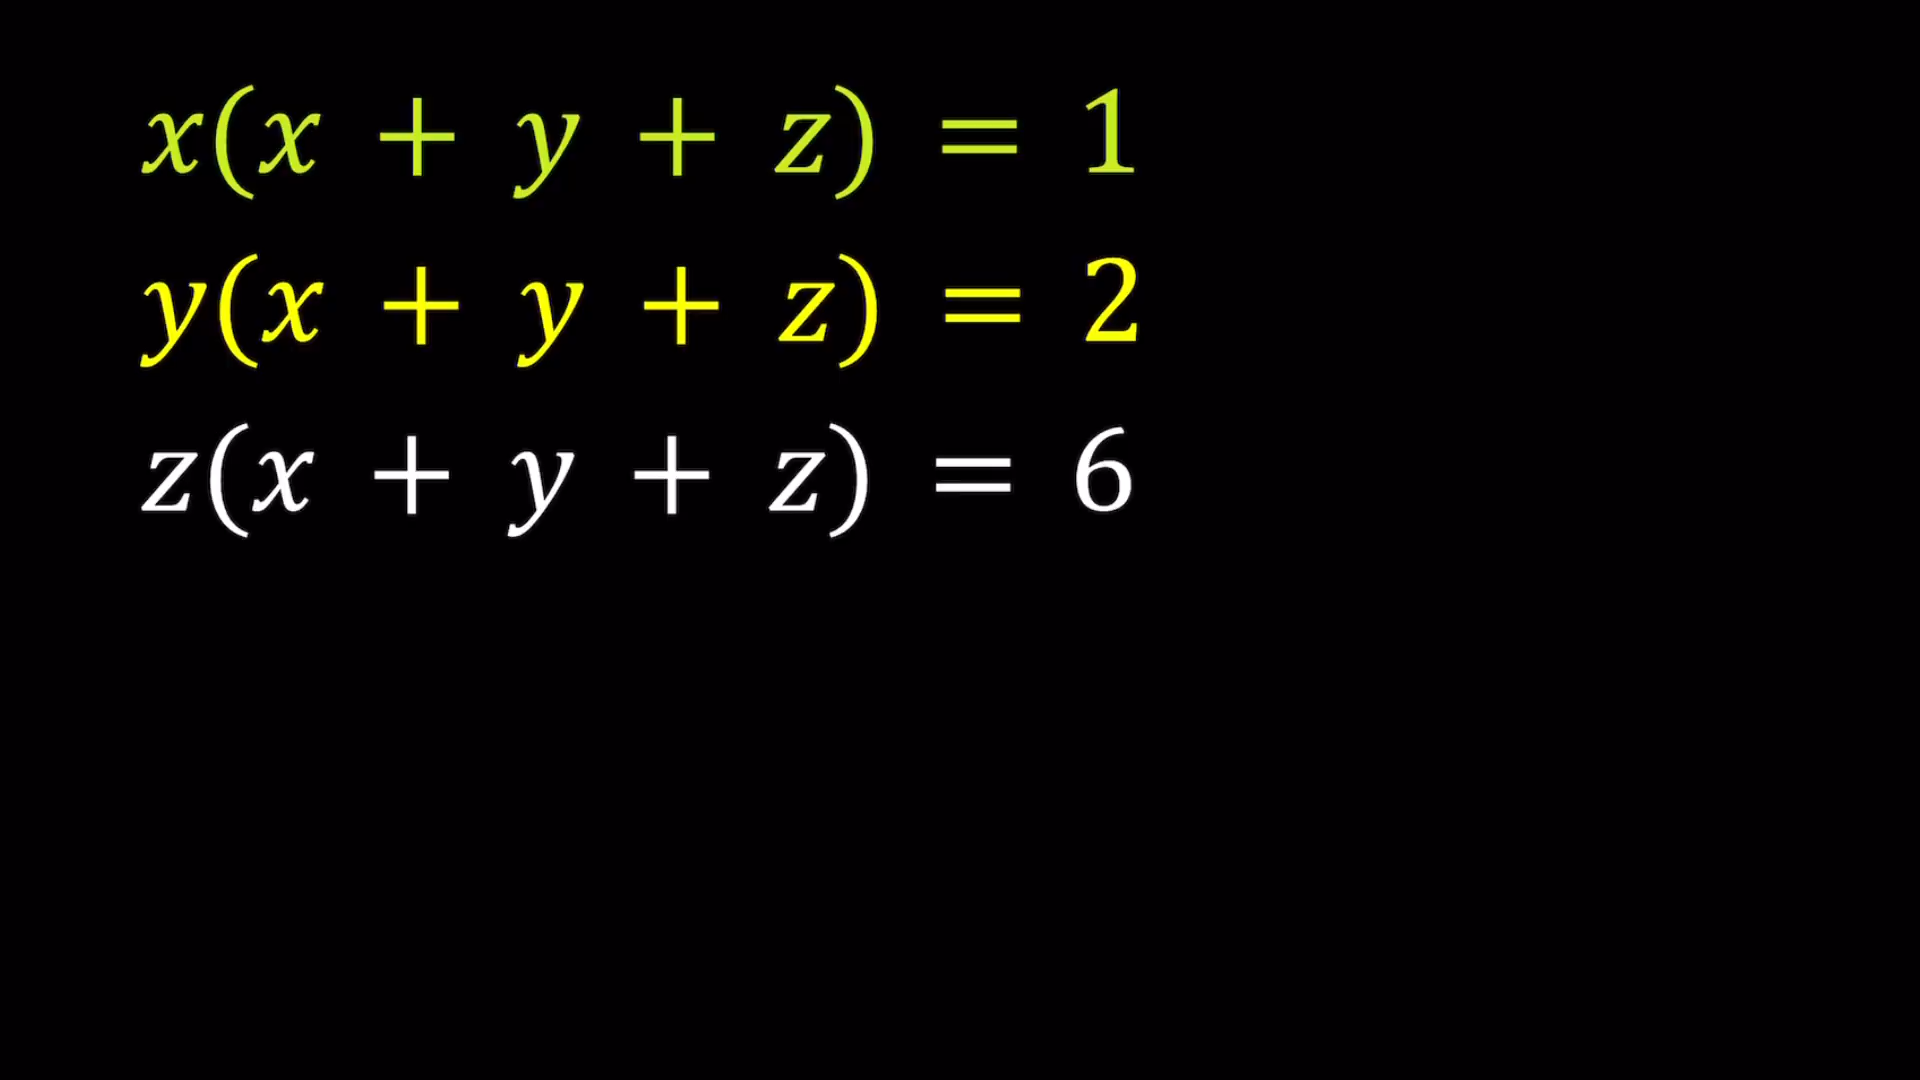 x(x + y + z) = 1
y(x + y + z) = 2
z(x + y + z) = 6